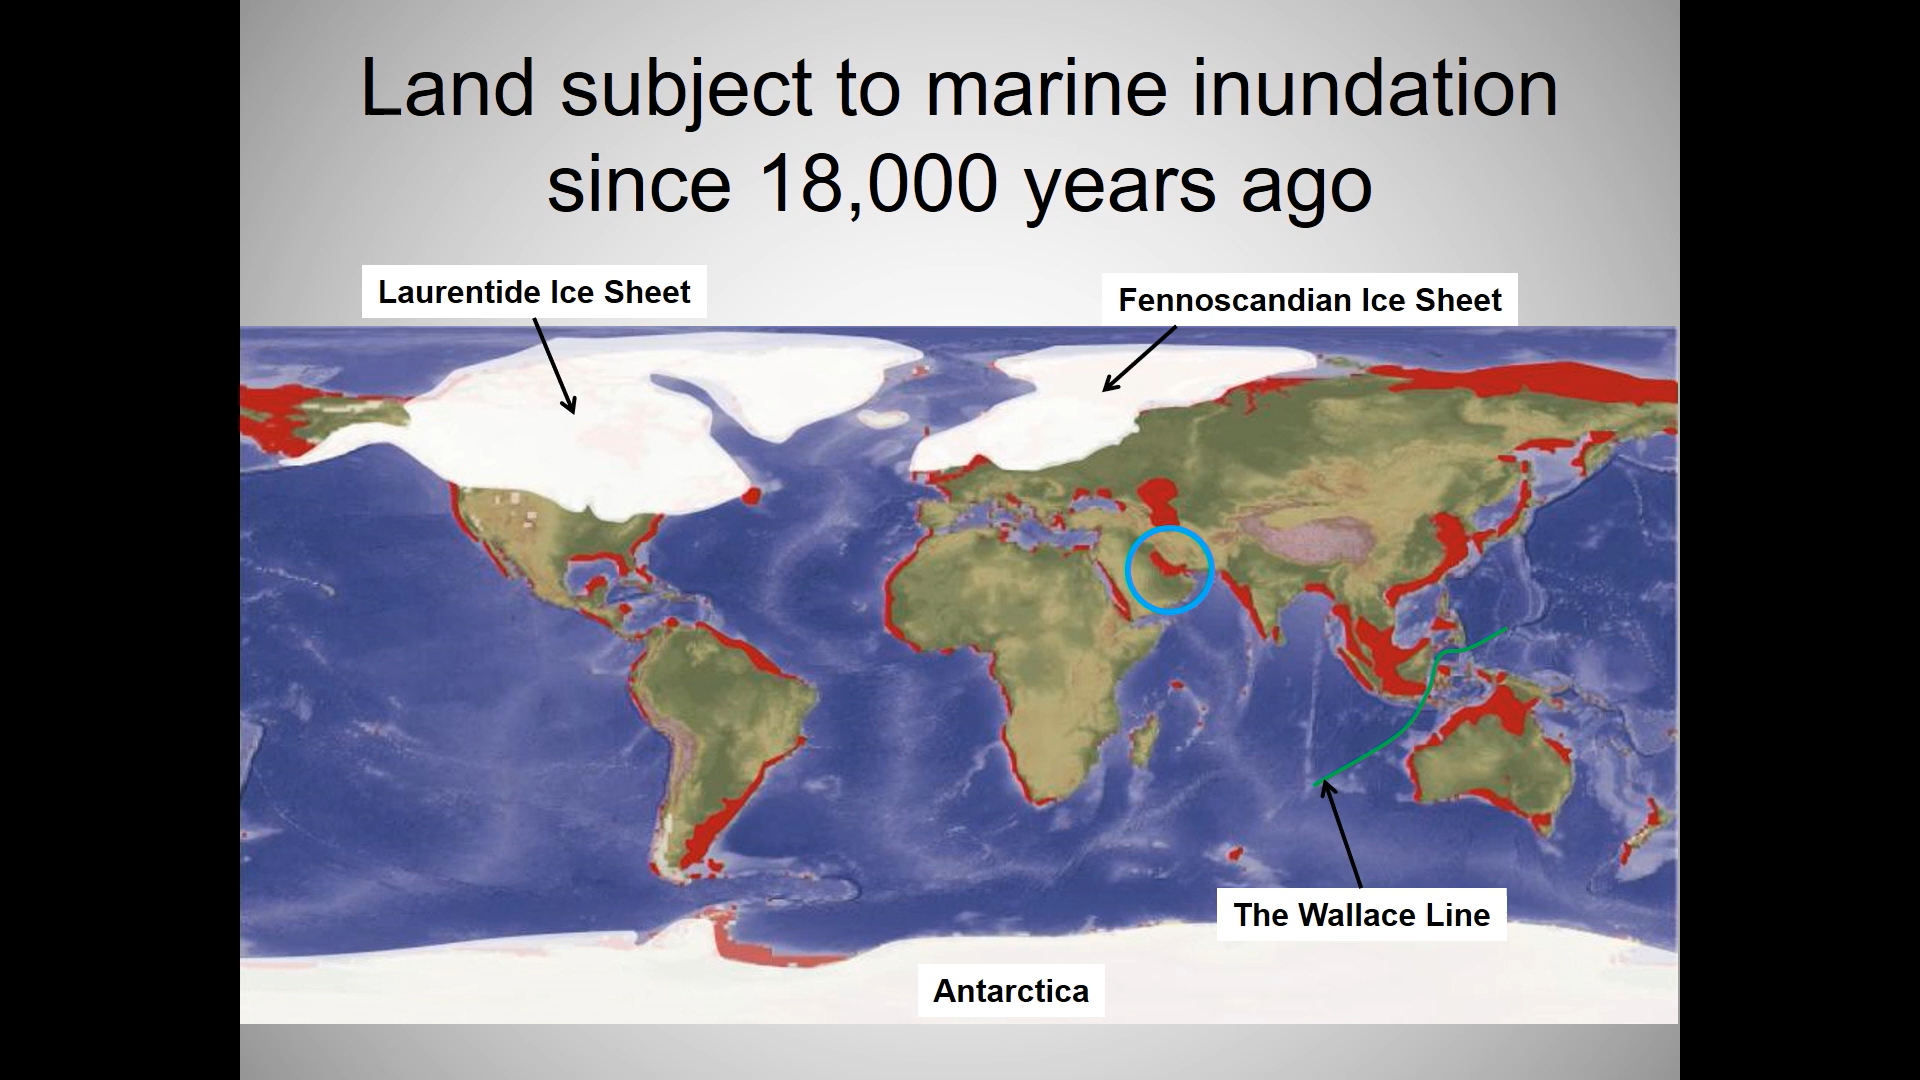 Land subject to marine inundation
since 18,000 years ago
Laurentide Ice Sheet
Fennoscandian Ice Sheet
The Wallace Line
Antarctica